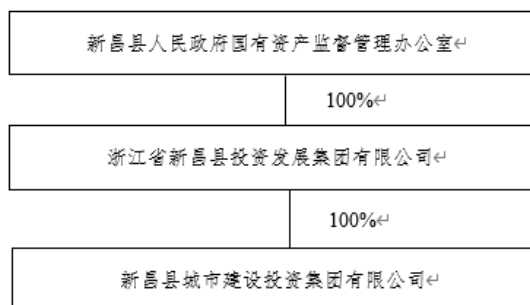 新昌县人民政府国有资产监督管理办公室
100%
浙江省新昌县投资发展集团有限公司
100%
新昌县城市建设投资集团有限公司